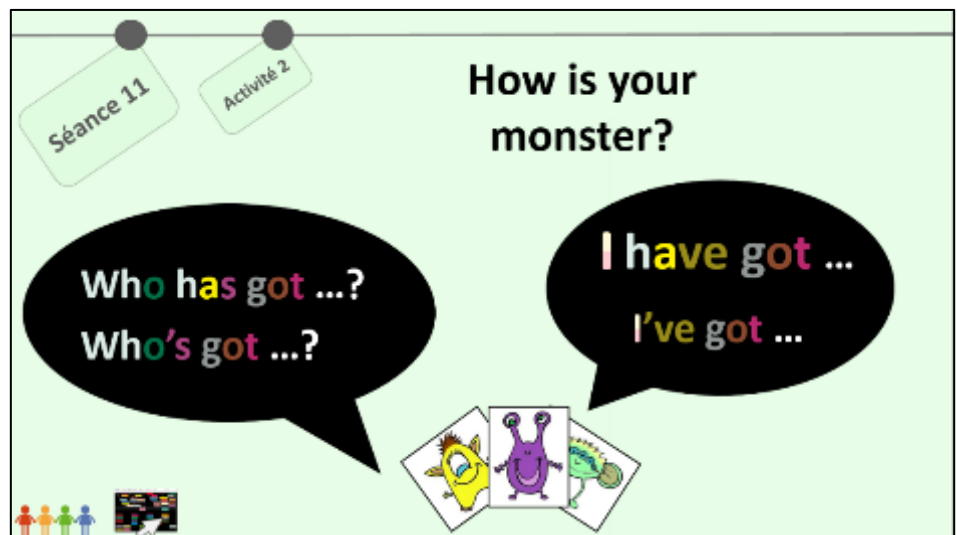 Séance 11
Activité 2
How is your
monster?
Who has got ...?
Who's got ...?
I have got ...
I've got ...